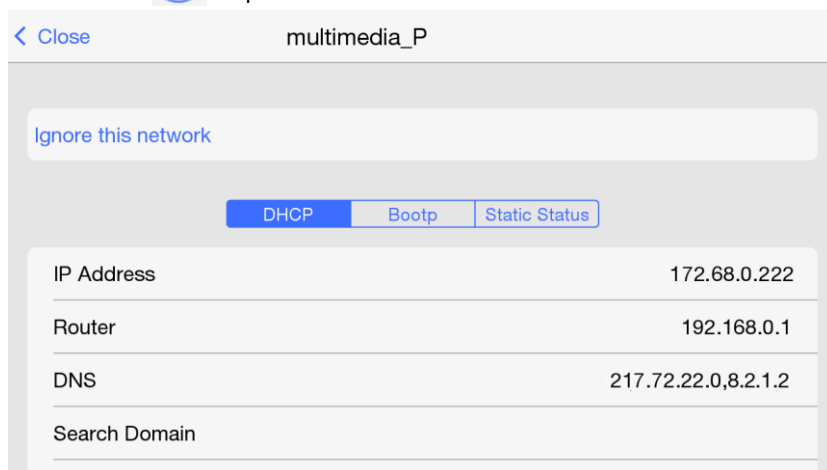 Close
multimedia_P
Ignore this network
DHCP Bootp Static Status
IP Address 172.68.0.222
Router 192.168.0.1
DNS 217.72.22.0,8.2.1.2
Search Domain